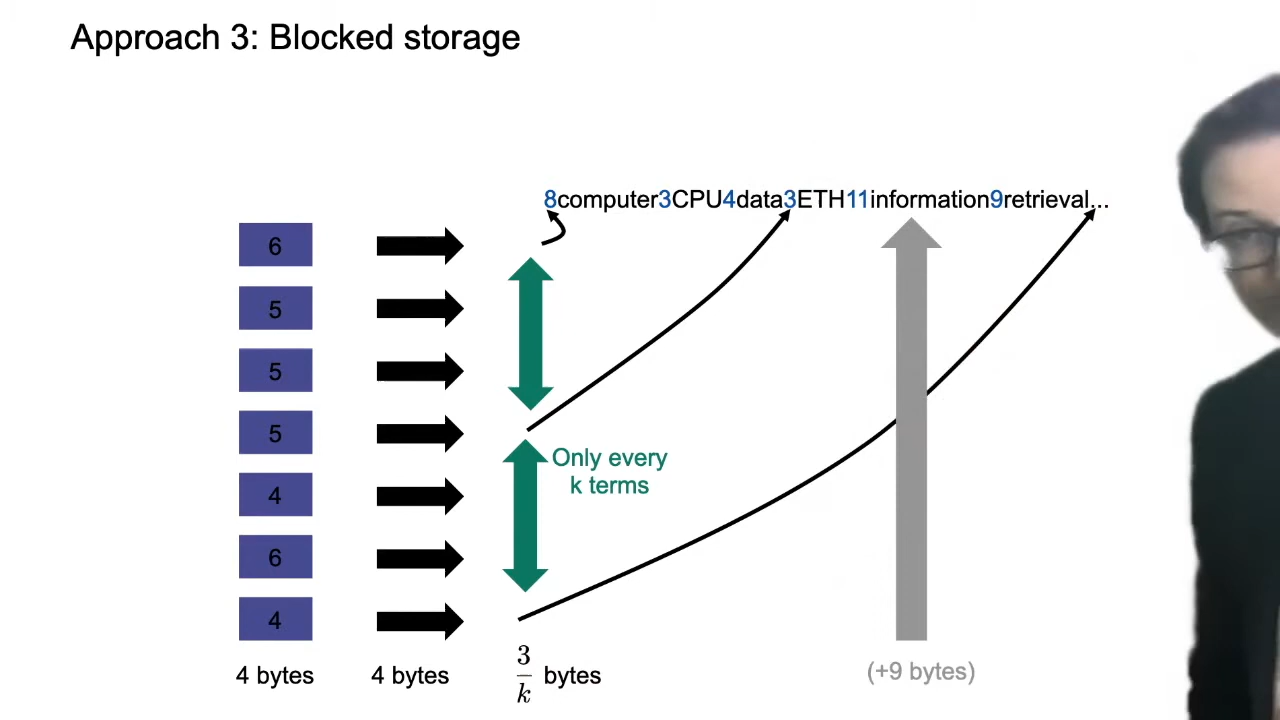 Approach 3: Blocked storage
8computer3CPU4data3ETH11information9retrieval...
6
5
5
5
4
6
4
Only every
k terms
4 bytes
4 bytes
3/k bytes
(+9 bytes)